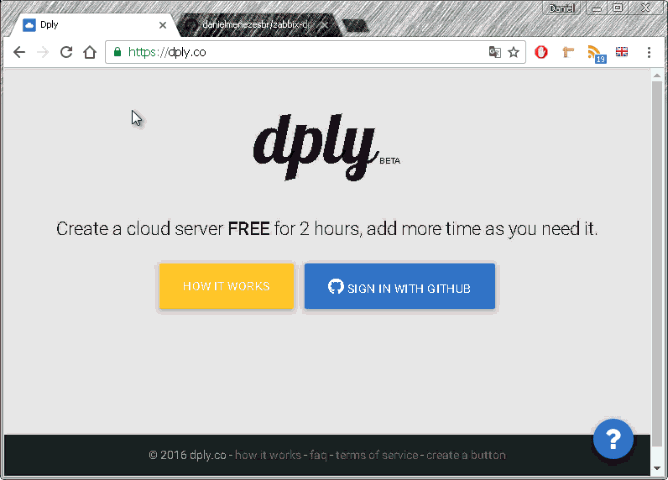 Daniel
Dply
danielmenezesbr/zabbix-d
https://dply.co
19
dply BETA
Create a cloud server FREE for 2 hours, add more time as you need it.
HOW IT WORKS
SIGN IN WITH GITHUB
?
© 2016 dply.co - how it works - faq - terms of service - create a button